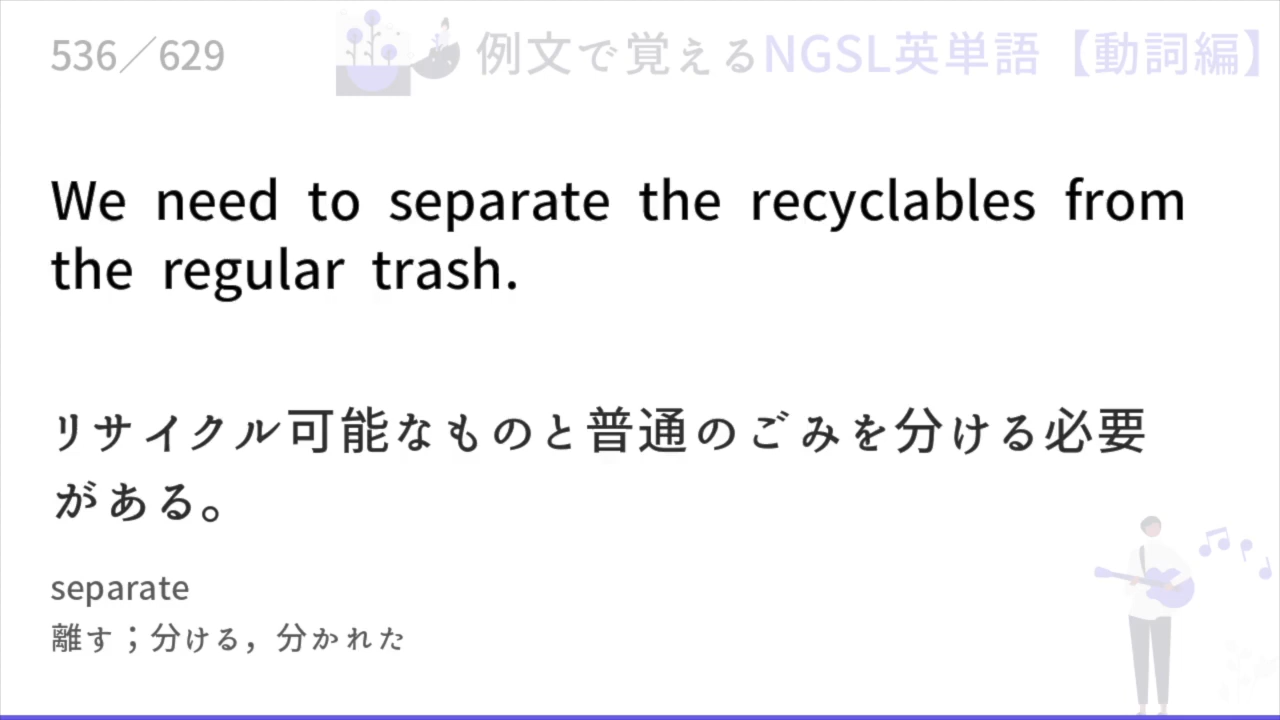 536／629
例文で覚えるNGSL英単語【動詞編】
We need to separate the recyclables from
the regular trash.
リサイクル可能なものと普通のごみを分ける必要
がある。
separate
離す；分ける，分かれた